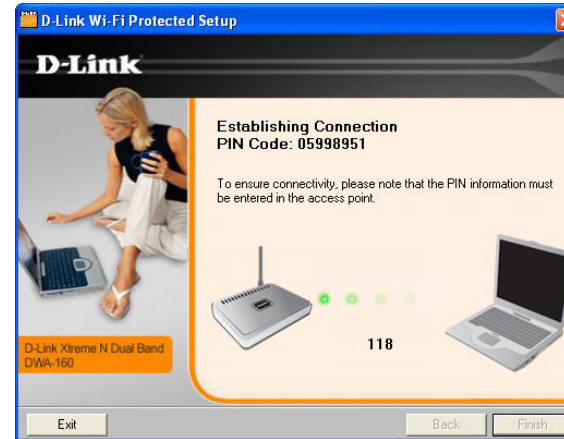 D-Link Wi-Fi Protected Setup
D-Link
Establishing Connection
PIN Code: 05998951
To ensure connectivity, please note that the PIN information must
be entered in the access point.
118
D-Link Xtreme N Dual Band
DWA-160
Exit
Back
Finish